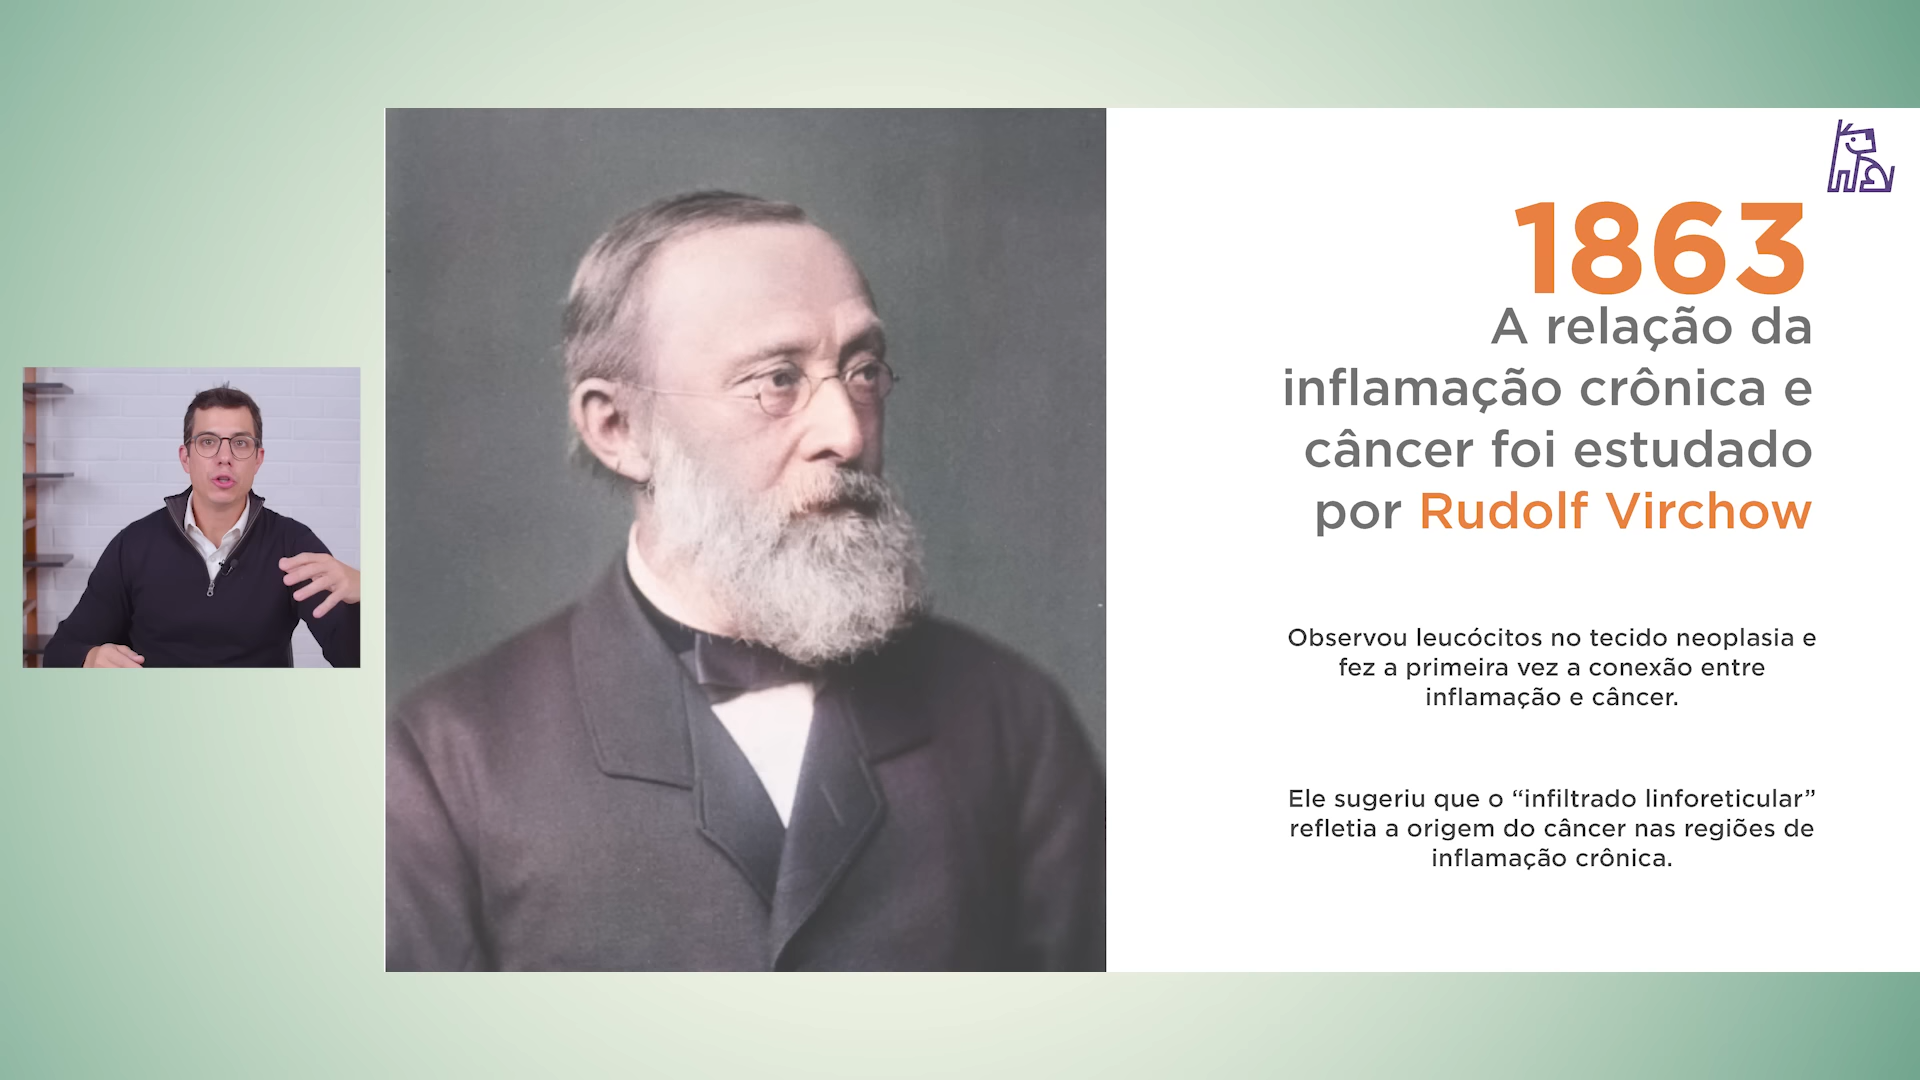 1863
A relação da
inflamação crônica e
câncer foi estudado
por Rudolf Virchow
Observou leucócitos no tecido neoplasia e
fez a primeira vez a conexão entre
inflamação e câncer.
Ele sugeriu que o “infiltrado linforeticular”
refletia a origem do câncer nas regiões de
inflamação crônica.